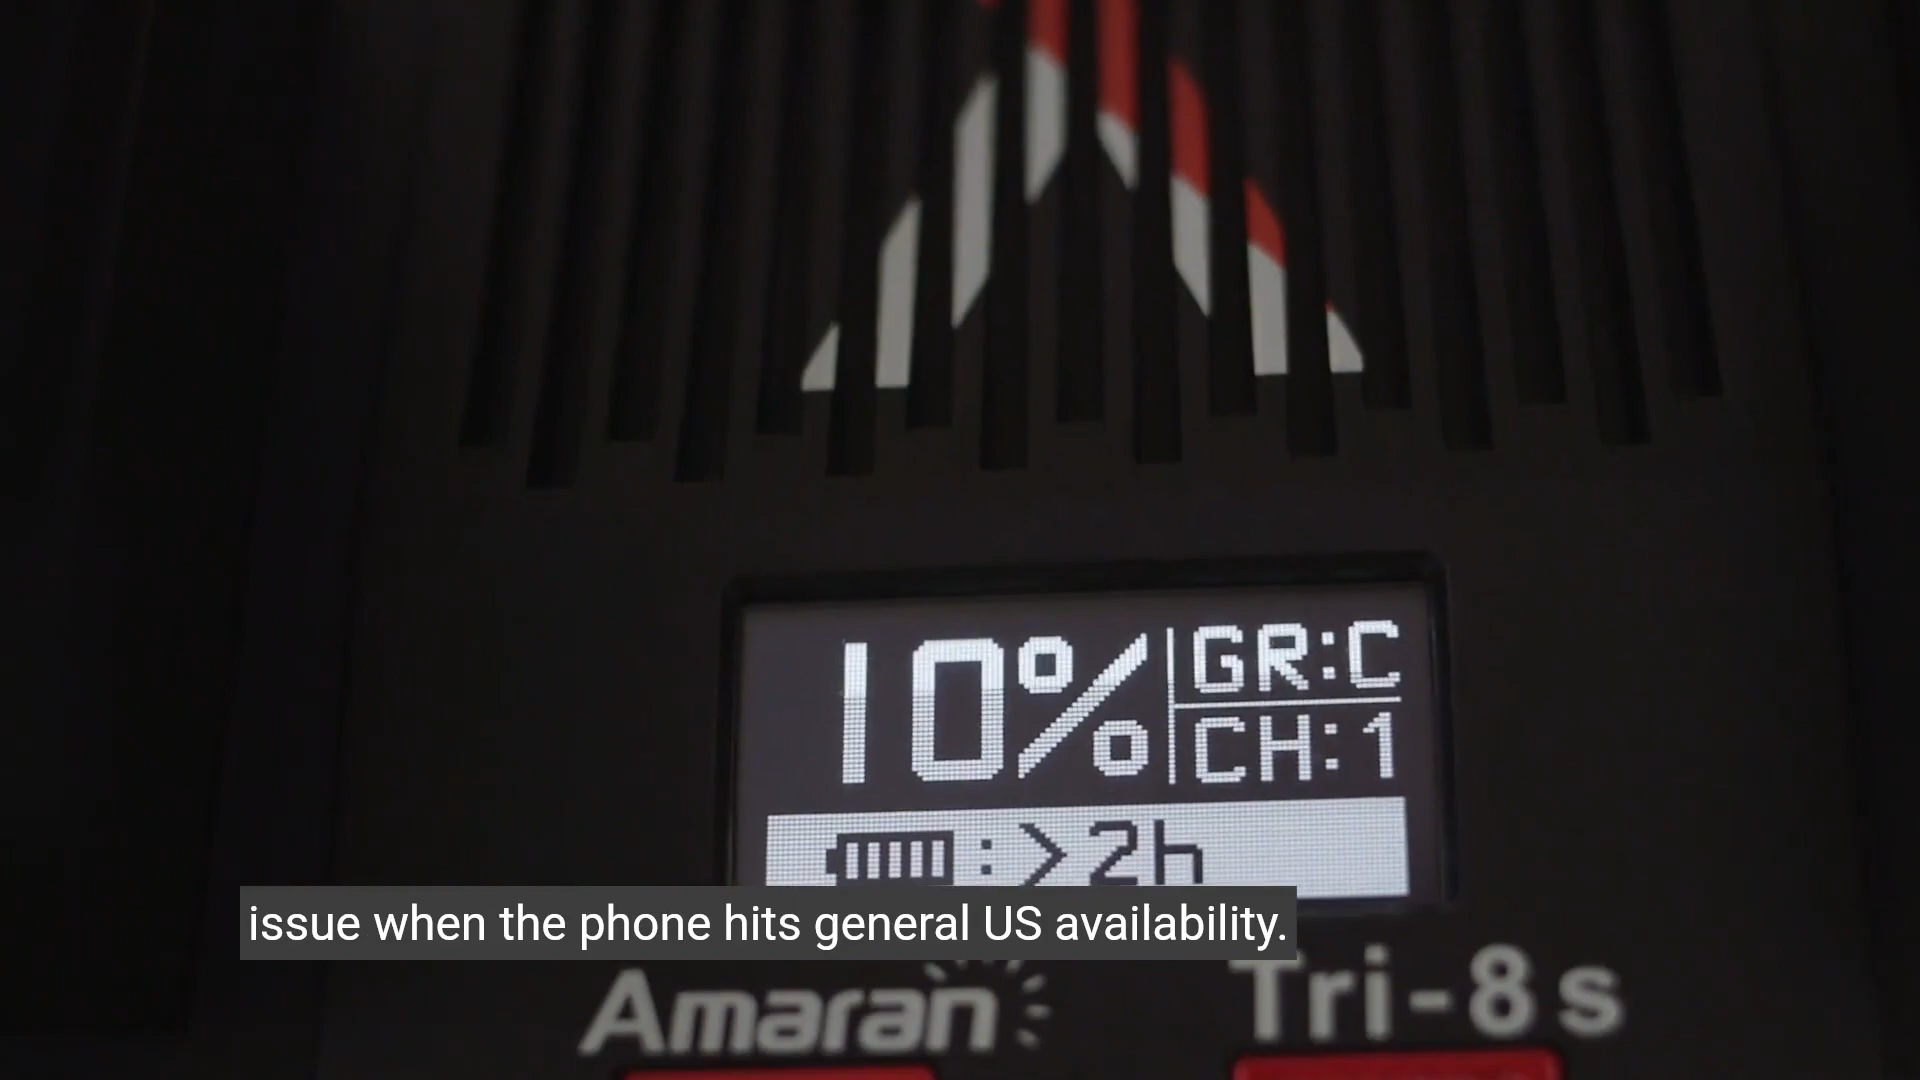 10%
GR:C
CH:1
:>2h
issue when the phone hits general US availability.
Amaran
Tri-8s